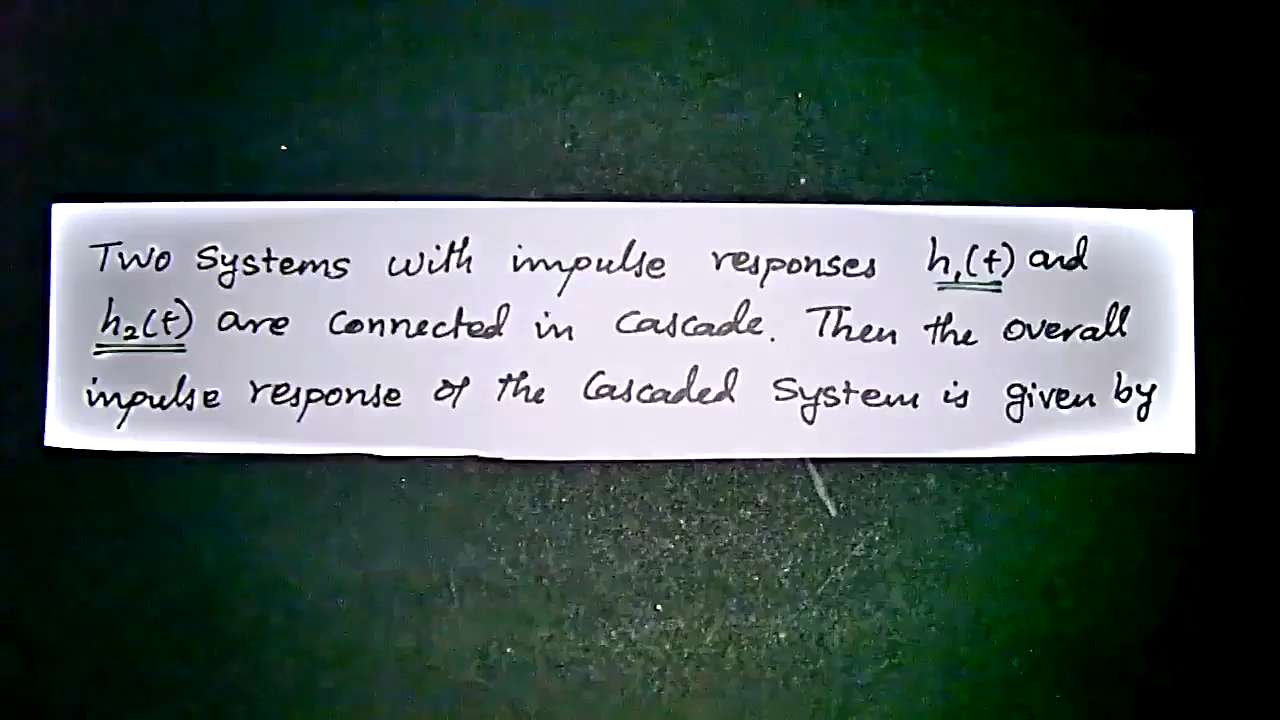 Two Systems with impulse responses h₁(t) and
h₂(t) are connected in cascade. Then the overall
impulse response of the Cascaded System is given by